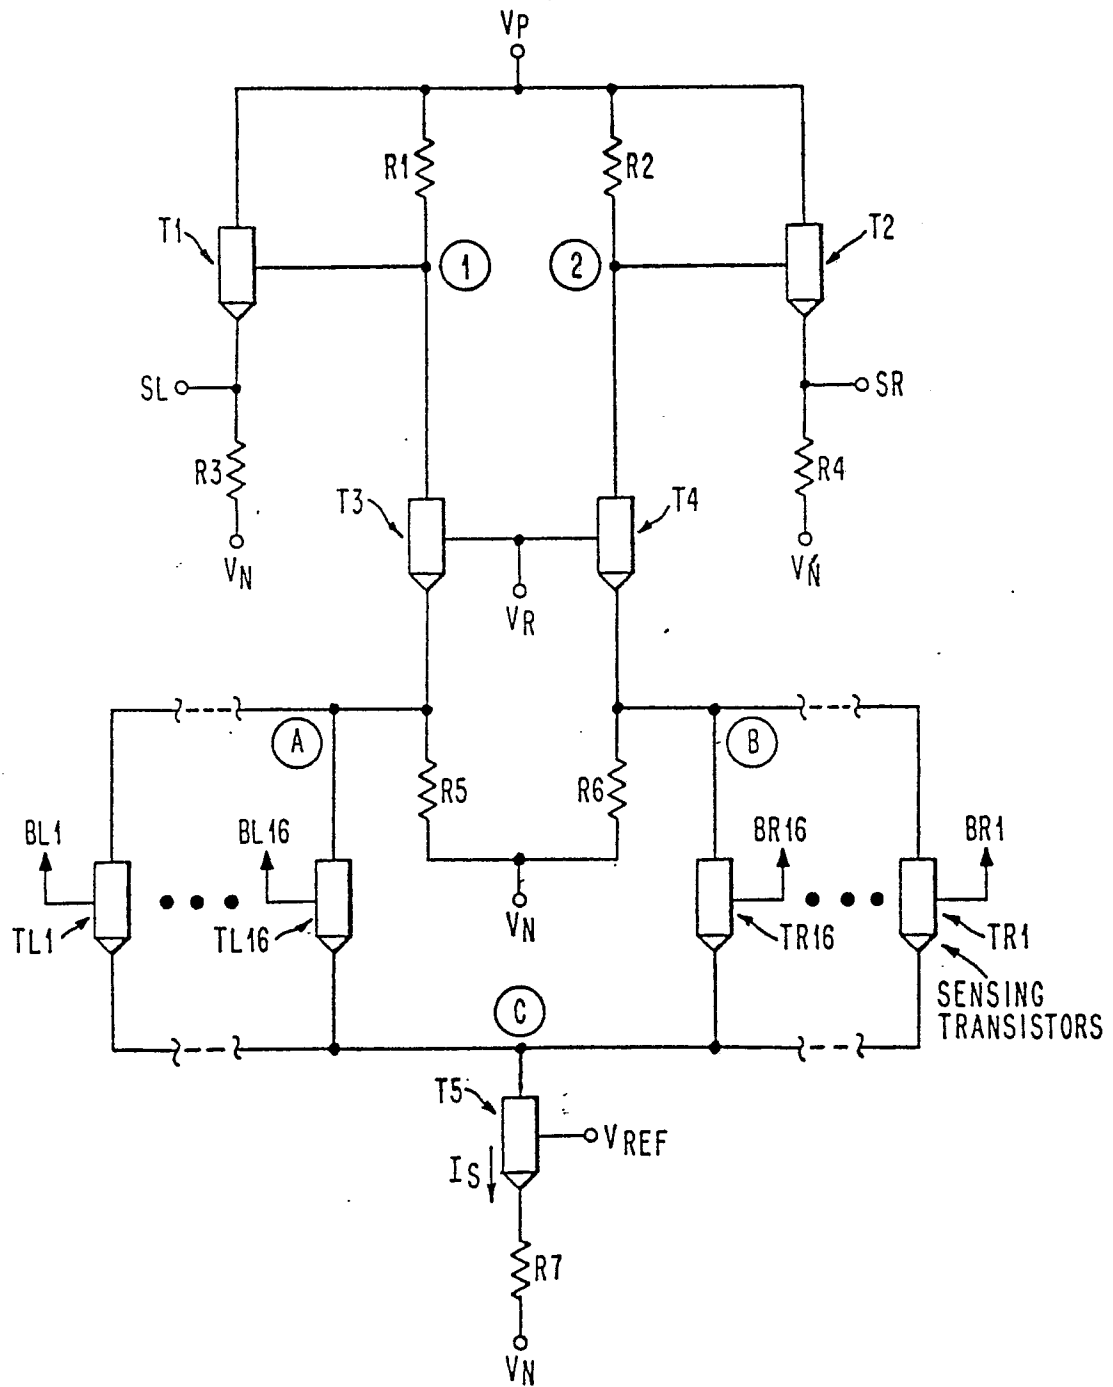 VP
R1
R2
T1
T2
1
2
SL
SR
R3
R4
T3
T4
VN
VN
VR
A
B
R5
R6
BL1
BL16
BR16
BR1
VN
TL1
TL16
TR16
TR1
SENSING
TRANSISTORS
C
T5
VREF
IS
R7
VN